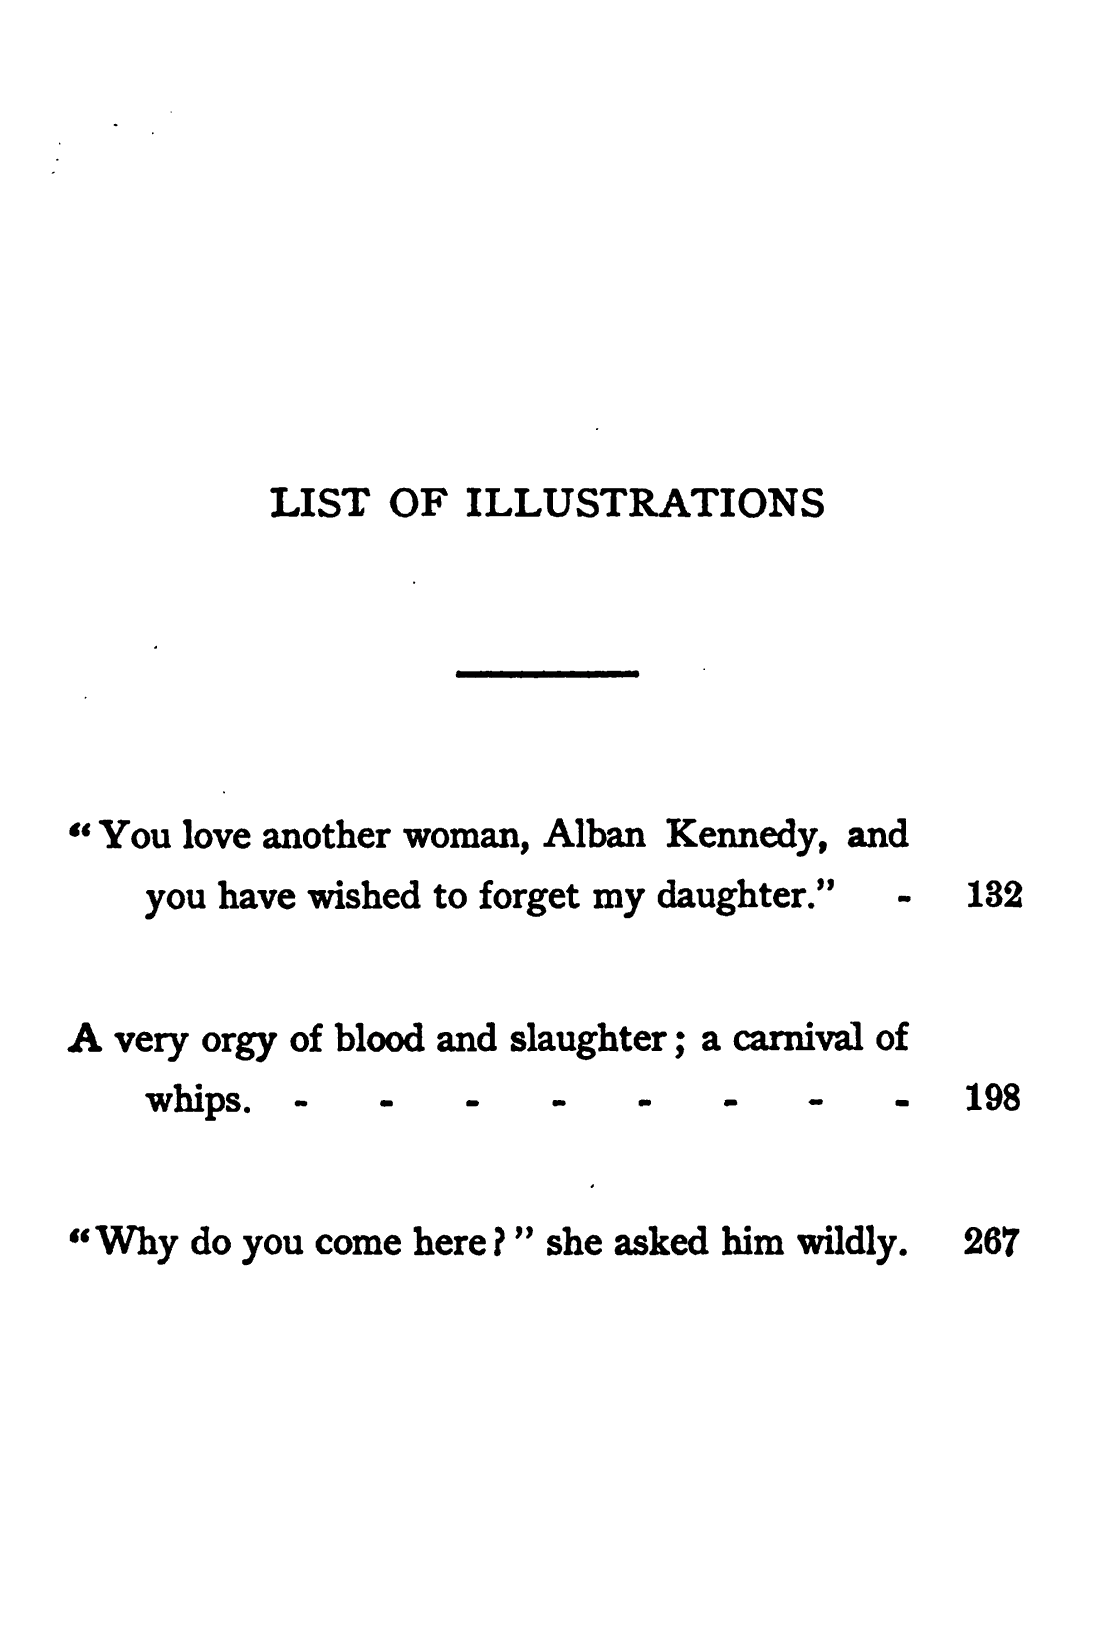 LIST OF ILLUSTRATIONS
“You love another woman, Alban Kennedy, and
you have wished to forget my daughter.” - 132
A very orgy of blood and slaughter; a carnival of
whips. - - - - - - - - 198
“Why do you come here?” she asked him wildly. 267